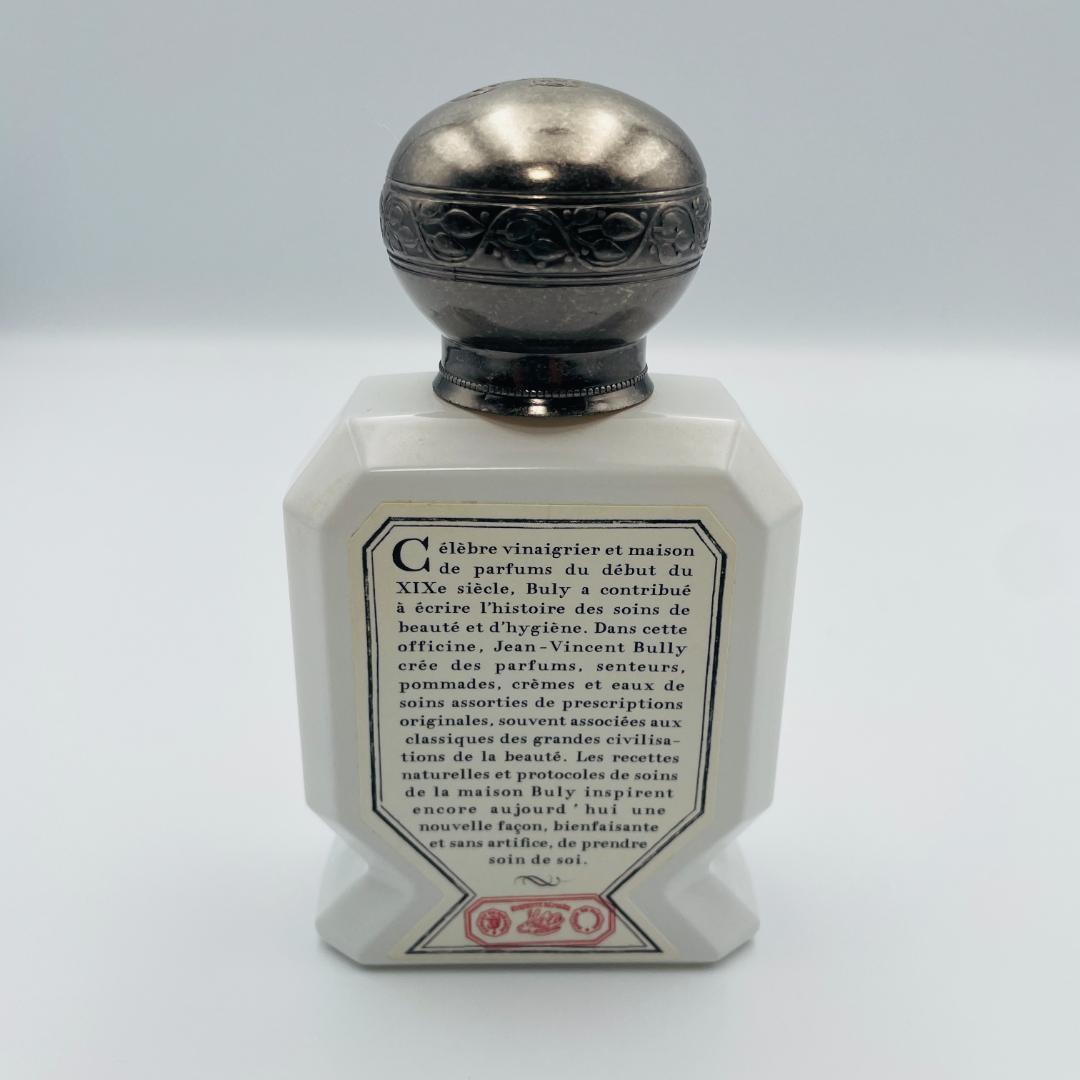 Célèbre vinaigrier et maison
de parfums du début du
XIXe siècle, Buly a contribué
à écrire l'histoire des soins de
beauté et d'hygiène. Dans cette
officine, Jean-Vincent Bully
crée des parfums, senteurs,
pommades, crèmes et eaux de
soins assorties de prescriptions
originales, souvent associées aux
classiques des grandes civilisa-
tions de la beauté. Les recettes
naturelles et protocoles de soins
de la maison Buly inspirent
encore aujourd'hui une
nouvelle façon, bienfaisante
et sans artifice, de prendre
soin de soi.